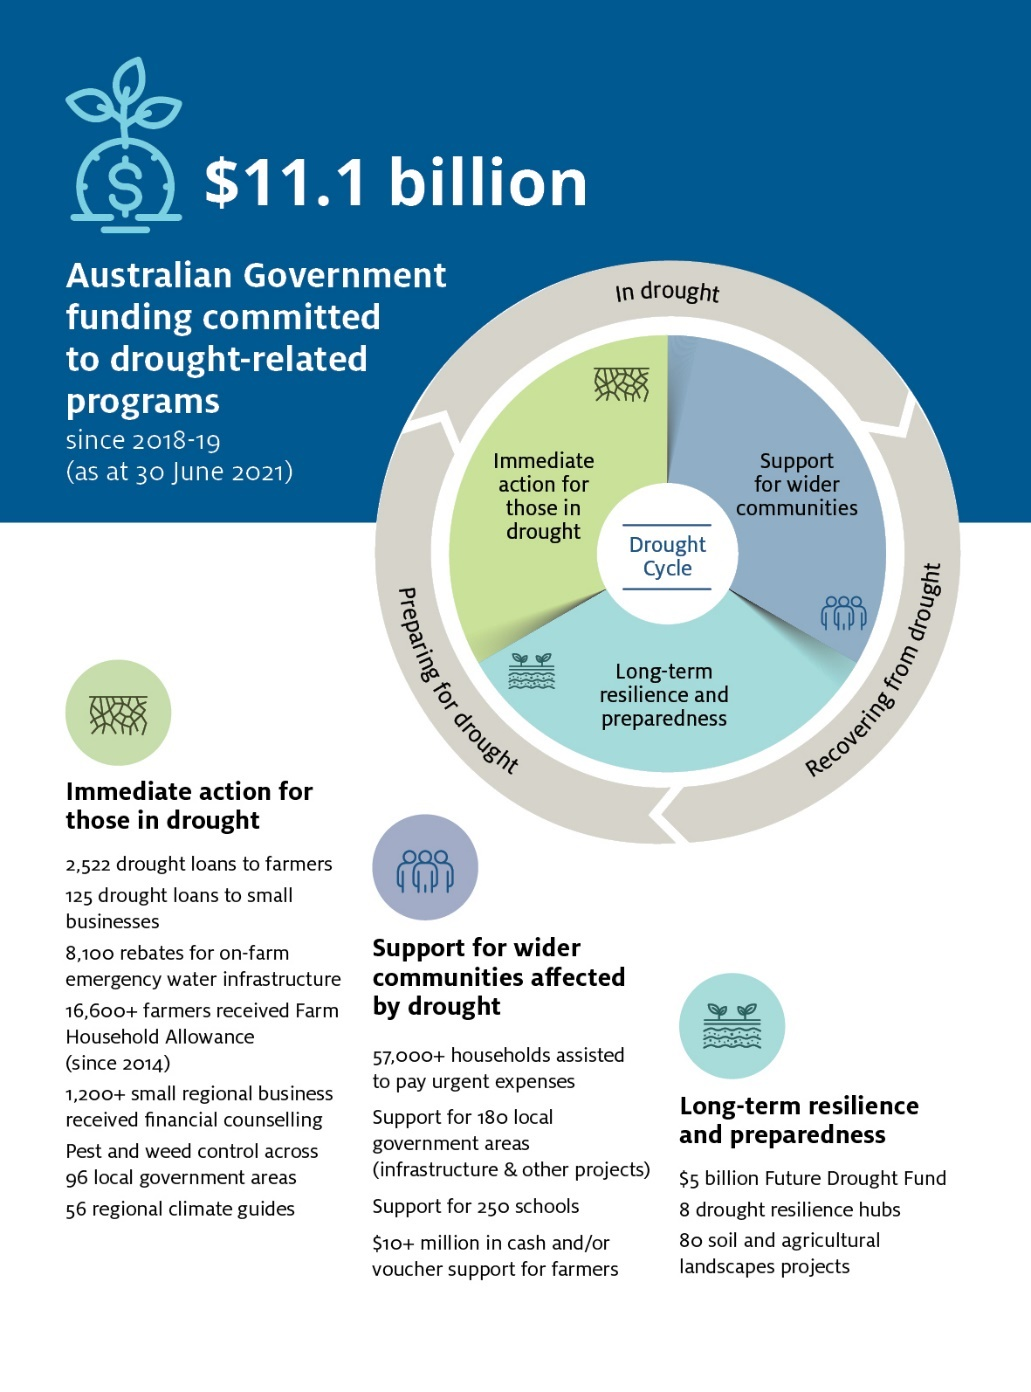 $11.1 billion
Australian Government
funding committed
to drought-related
programs
since 2018-19
(as at 30 June 2021)
In drought
Recovering from drought
Preparing for drought
Immediate
action for
those in
drought
Support
for wider
communities
Drought
Cycle
Long-term
resilience and
preparedness
Immediate action for
those in drought
2,522 drought loans to farmers
125 drought loans to small
businesses
8,100 rebates for on-farm
emergency water infrastructure
16,600+ farmers received Farm
Household Allowance
(since 2014)
1,200+ small regional business
received financial counselling
Pest and weed control across
96 local government areas
56 regional climate guides
Support for wider
communities affected
by drought
57,000+ households assisted
to pay urgent expenses
Support for 180 local
government areas
(infrastructure & other projects)
Support for 250 schools
$10+ million in cash and/or
voucher support for farmers
Long-term resilience
and preparedness
$5 billion Future Drought Fund
8 drought resilience hubs
80 soil and agricultural
landscapes projects